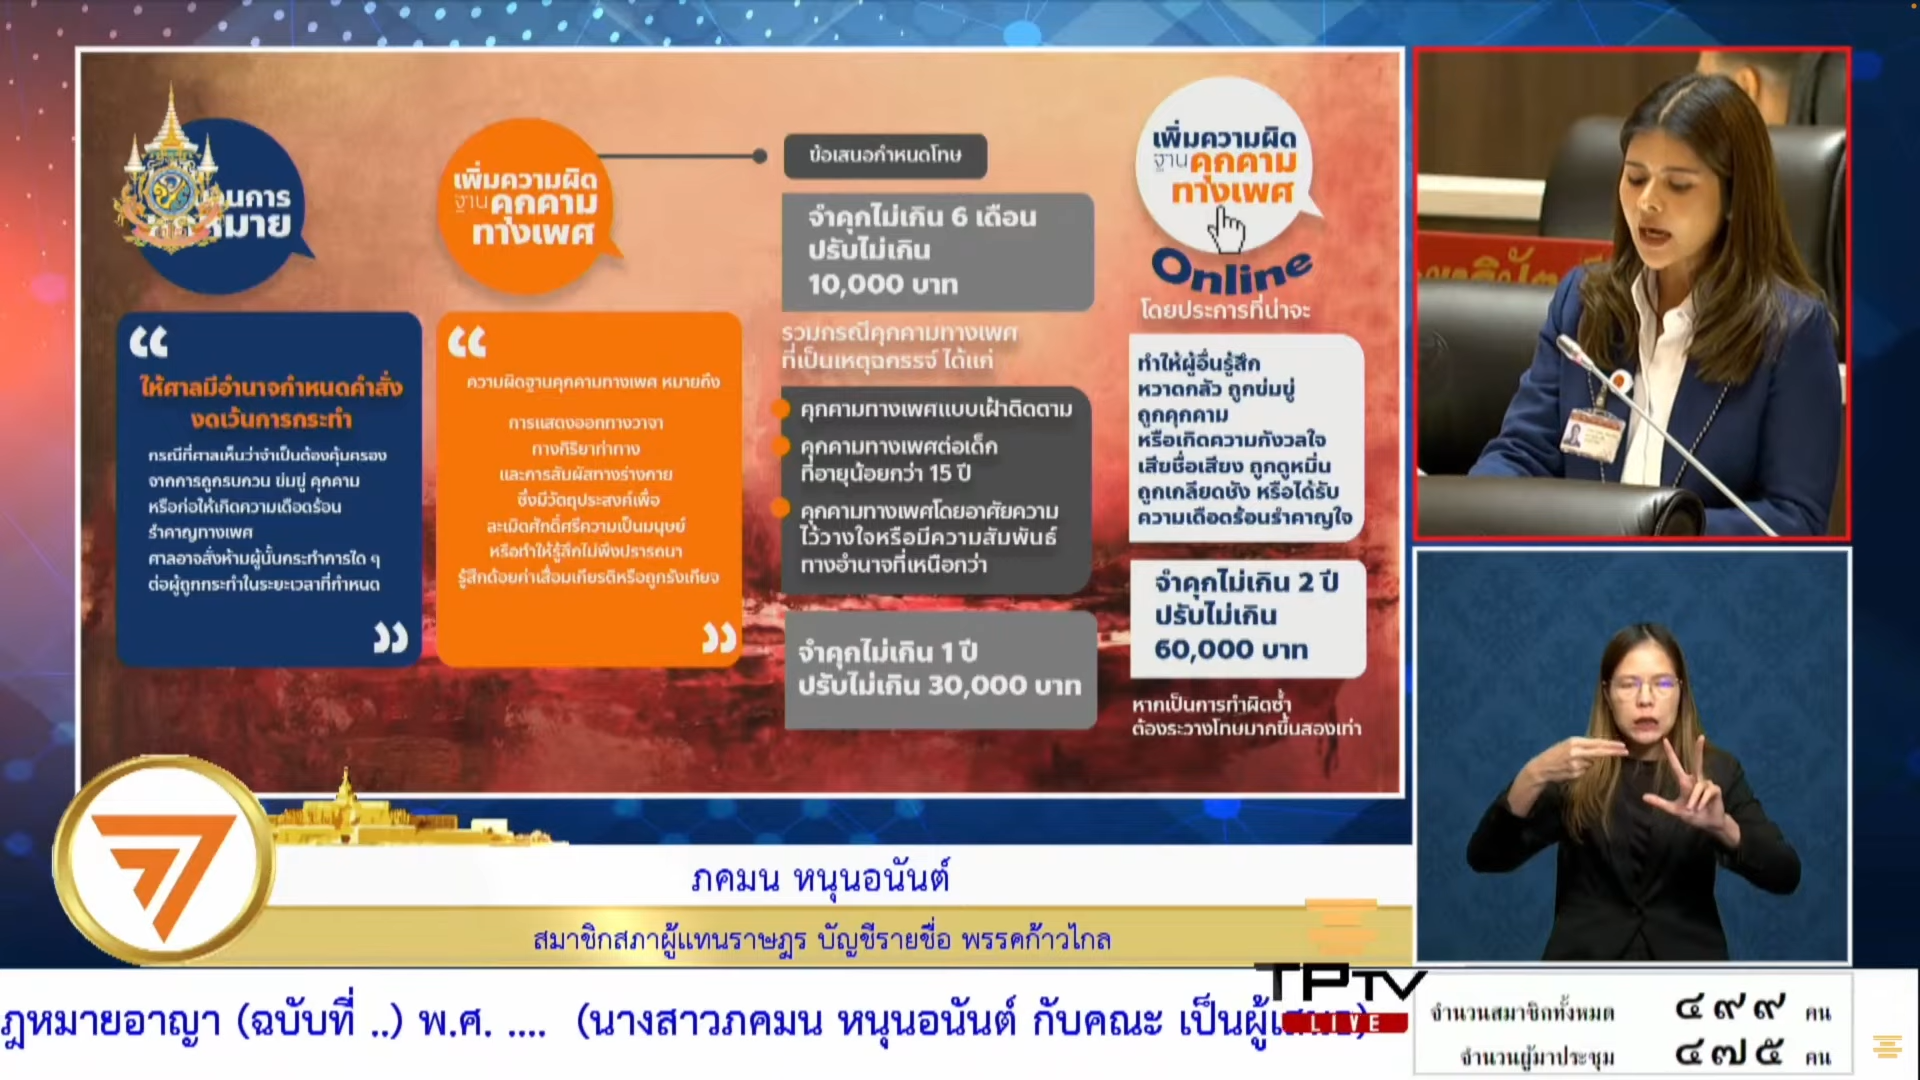 นการ
หมาย
“
ให้ศาลมีอำนาจกำหนดคำสั่ง
งดเว้นการกระทำ
กรณีที่ศาลเห็นว่าจำเป็นต้องคุ้มครอง
จากการถูกรบกวน ข่มขู่ คุกคาม
หรือก่อให้เกิดความเดือดร้อน
รำคาญทางเพศ
ศาลอาจสั่งห้ามผู้นั้นกระทำการใด ๆ
ต่อผู้ถูกกระทำในระยะเวลาที่กำหนด
”
เพิ่มความผิด
ฐานคุกคาม
ทางเพศ
“
ความผิดฐานคุกคามทางเพศ หมายถึง
การแสดงออกทางวาจา
ทางกิริยาท่าทาง
และการสัมผัสทางร่างกาย
ซึ่งมีวัตถุประสงค์เพื่อ
ละเมิดศักดิ์ศรีความเป็นมนุษย์
หรือทำให้รู้สึกไม่พึงปรารถนา
รู้สึกด้อยค่าเสื่อมเกียรติหรือถูกรังเกียจ
”
ข้อเสนอกำหนดโทษ
จำคุกไม่เกิน 6 เดือน
ปรับไม่เกิน
10,000 บาท
รวมกรณีคุกคามทางเพศ
ที่เป็นเหตุฉกรรจ์ ได้แก่
คุกคามทางเพศแบบเฝ้าติดตาม
คุกคามทางเพศต่อเด็ก
ที่อายุน้อยกว่า 15 ปี
คุกคามทางเพศโดยอาศัยความ
ไว้วางใจหรือมีความสัมพันธ์
ทางอำนาจที่เหนือกว่า
จำคุกไม่เกิน 1 ปี
ปรับไม่เกิน 30,000 บาท
เพิ่มความผิด
ฐานคุกคาม
ทางเพศ
Online
โดยประการที่น่าจะ
ทำให้ผู้อื่นรู้สึก
หวาดกลัว ถูกข่มขู่
ถูกคุกคาม
หรือเกิดความกังวลใจ
เสียชื่อเสียง ถูกดูหมิ่น
ถูกเกลียดชัง หรือได้รับ
ความเดือดร้อนรำคาญใจ
จำคุกไม่เกิน 2 ปี
ปรับไม่เกิน
60,000 บาท
หากเป็นการทำผิดซ้ำ
ต้องระวางโทษมากขึ้นสองเท่า
ภคมน หนุนอนันต์
สมาชิกสภาผู้แทนราษฎร บัญชีรายชื่อ พรรคก้าวไกล
ฎหมายอาญา (ฉบับที่ ..) พ.ศ. .... (นางสาวภคมน หนุนอนันต์ กับคณะ เป็นผู้เสนอ)
TPTV
LIVE
จำนวนสมาชิกทั้งหมด ๔๙๙ คน
จำนวนผู้มาประชุม ๔๗๕ คน